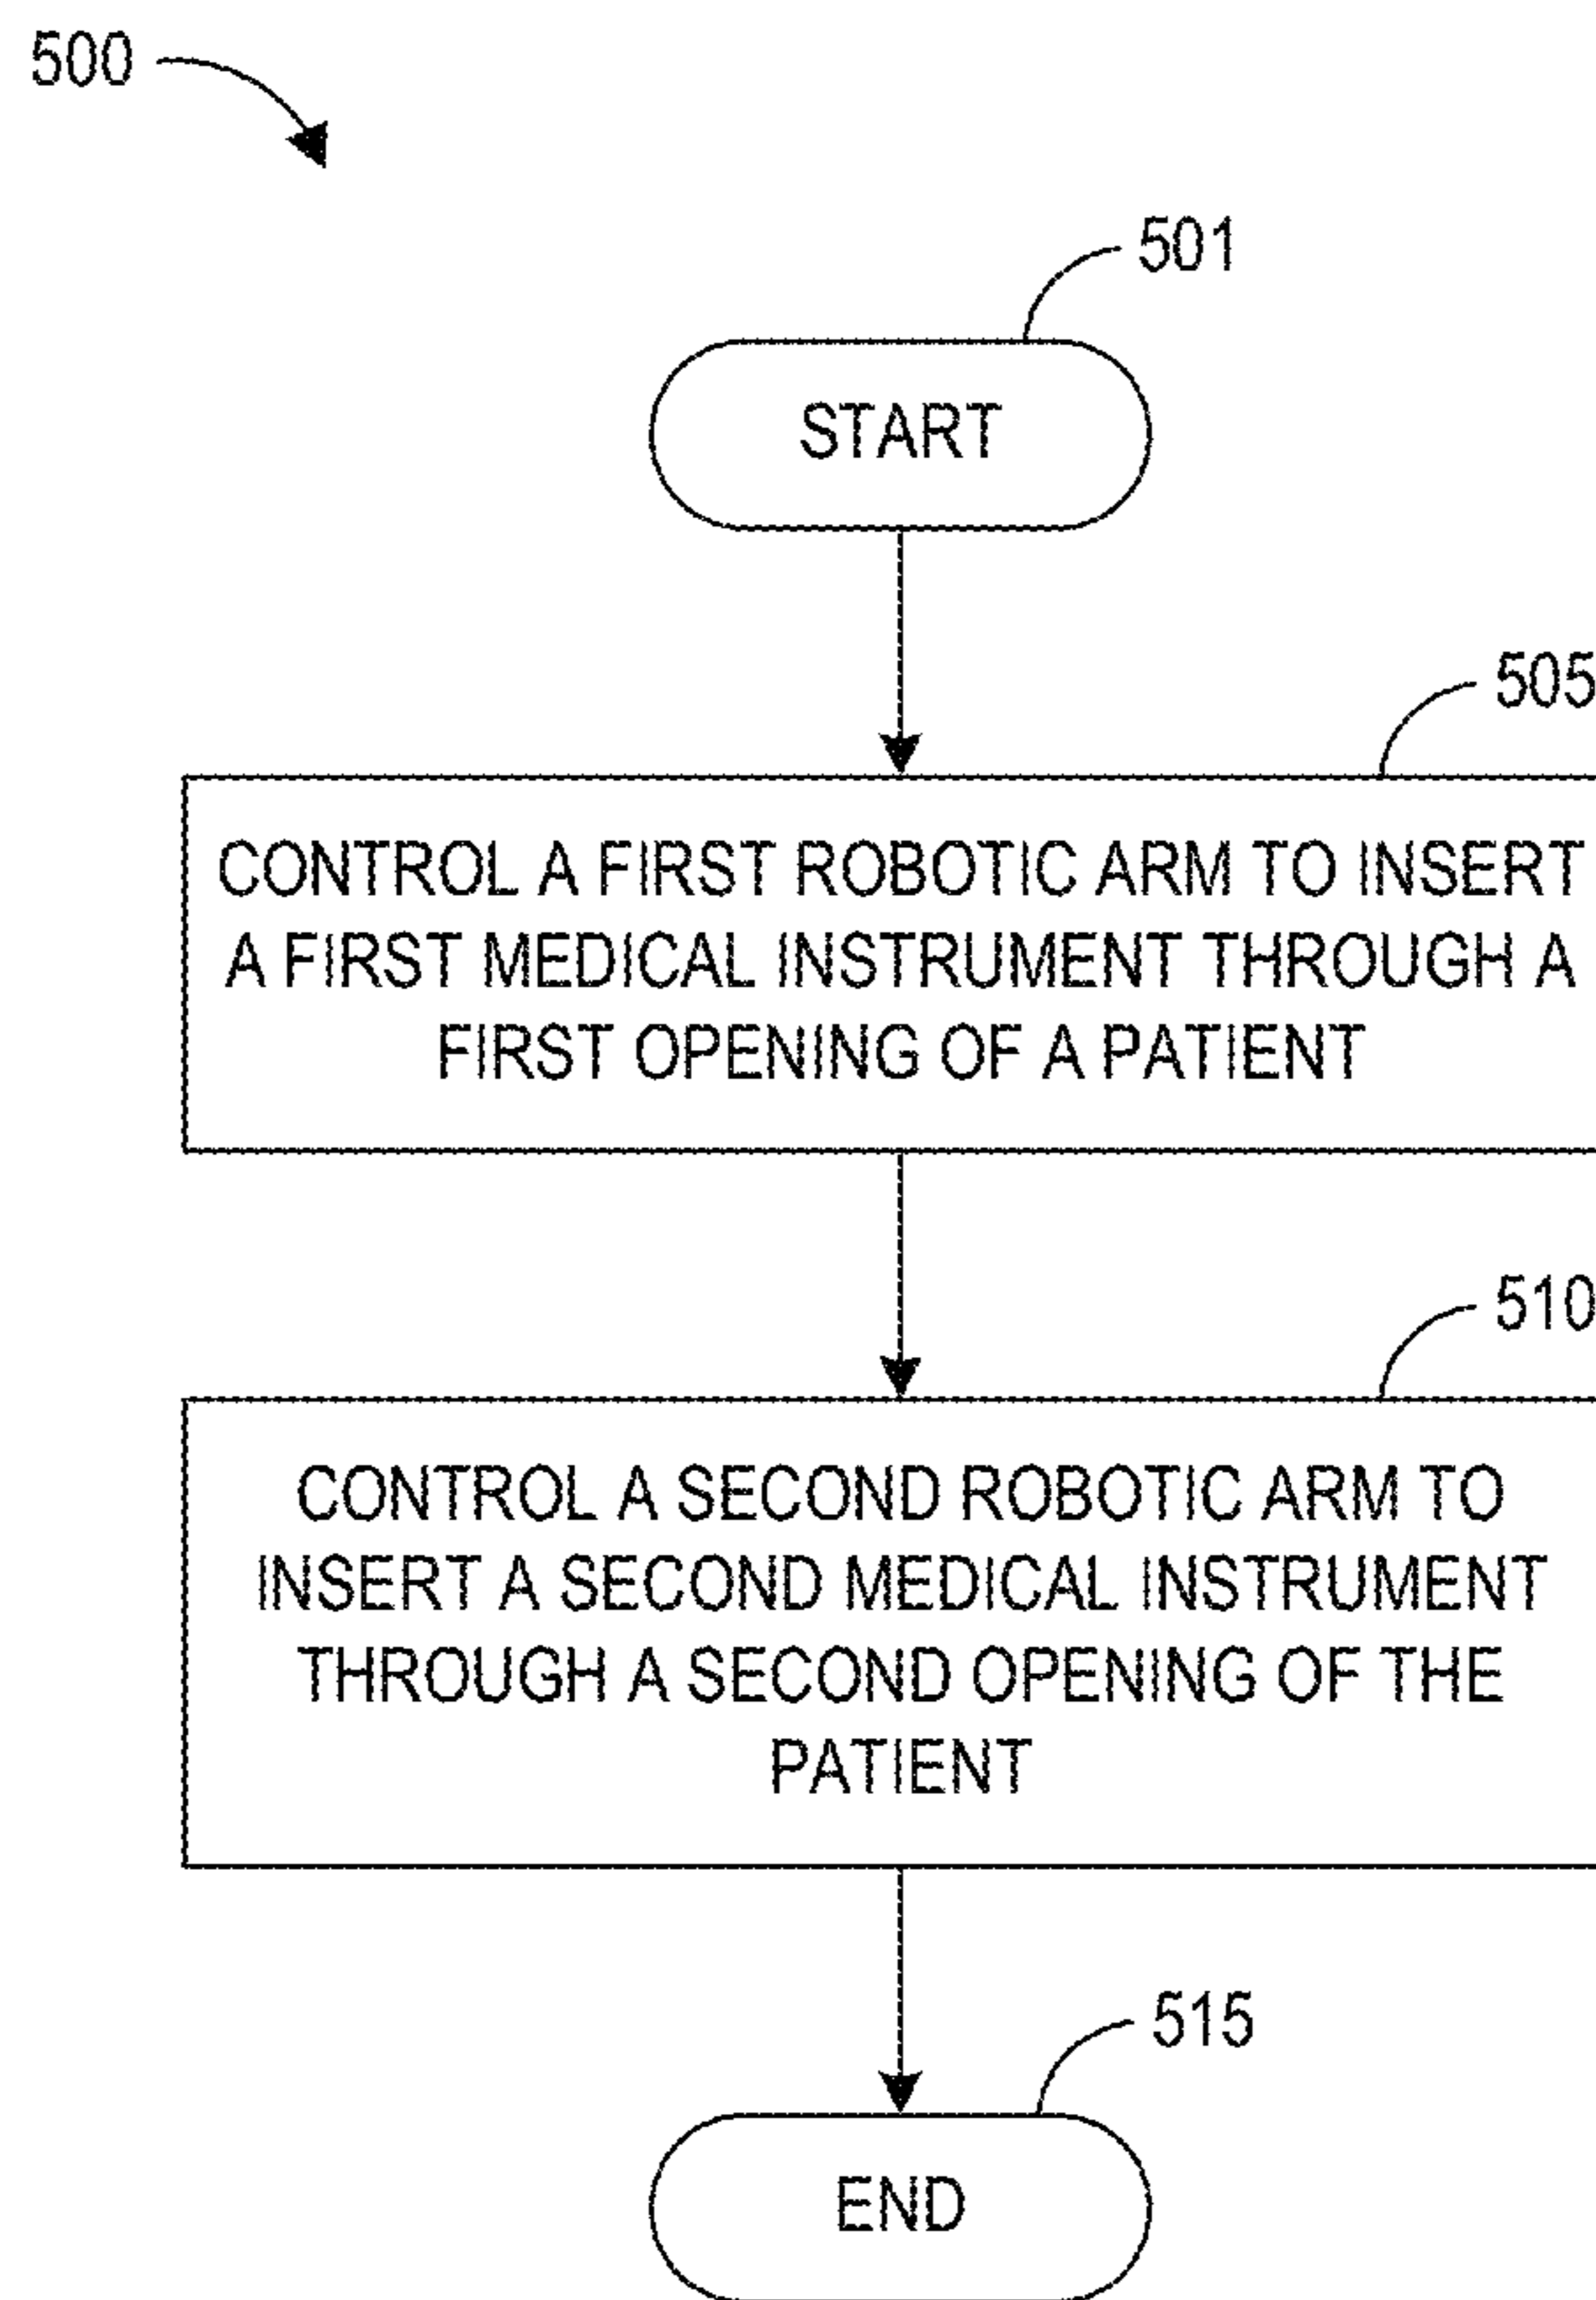 500
501
START
505
CONTROL A FIRST ROBOTIC ARM TO INSERT
A FIRST MEDICAL INSTRUMENT THROUGH A
FIRST OPENING OF A PATIENT
510
CONTROL A SECOND ROBOTIC ARM TO
INSERT A SECOND MEDICAL INSTRUMENT
THROUGH A SECOND OPENING OF THE
PATIENT
515
END